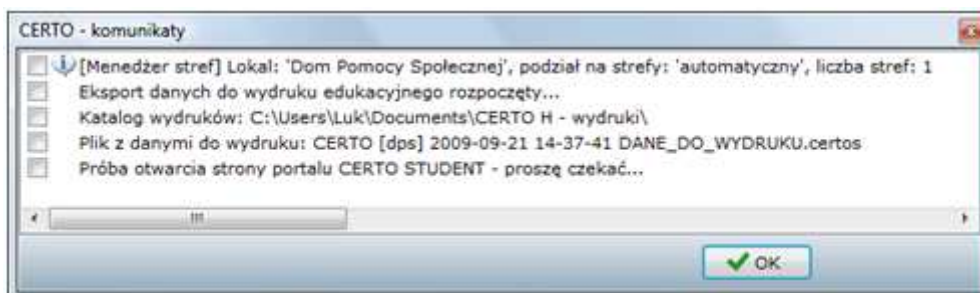 CERTO - komunikaty
[Menedżer stref] Lokal: 'Dom Pomocy Społecznej', podział na strefy: 'automatyczny', liczba stref: 1
Eksport danych do wydruku edukacyjnego rozpoczęty...
Katalog wydruków: C:\Users\Luk\Documents\CERTO H - wydruki\
Plik z danymi do wydruku: CERTO [dps] 2009-09-21 14-37-41 DANE_DO_WYDRUKU.certos
Próba otwarcia strony portalu CERTO STUDENT - proszę czekać...
OK